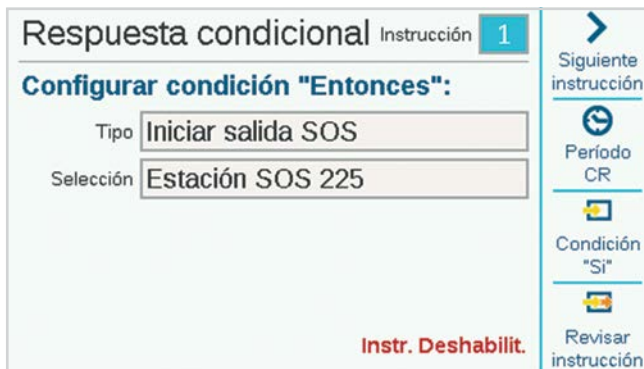 Respuesta condicional Instrucción 1
Configurar condición "Entonces":
Tipo Iniciar salida SOS
Selección Estación SOS 225
Instr. Deshabilit.
Siguiente
instrucción
Período
CR
Condición
"Si"
Revisar
instrucción